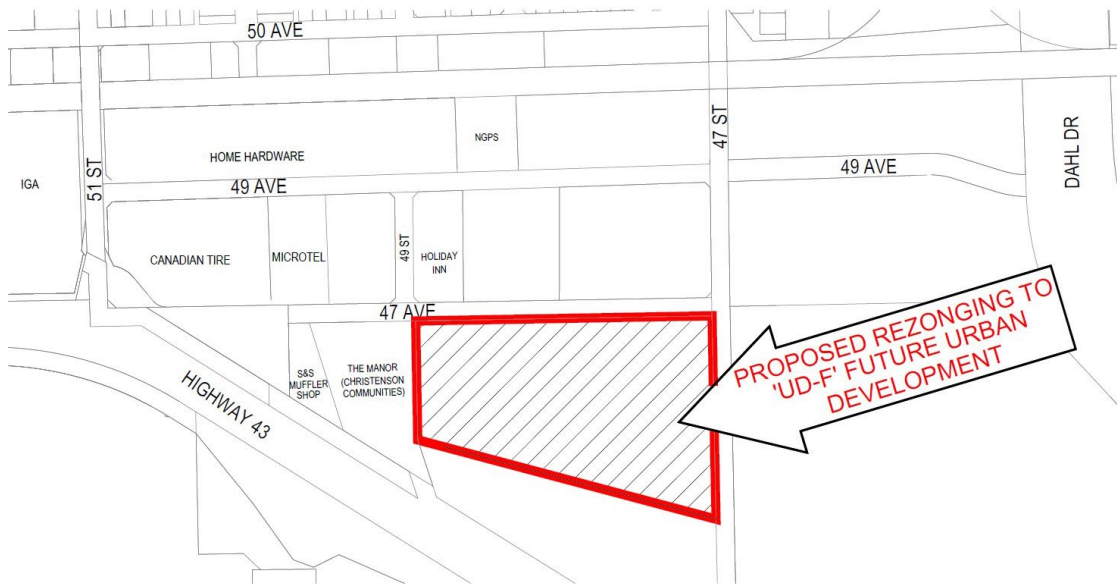 50 AVE
47 ST
NGPS
HOME HARDWARE
DAHL DR
51 ST
IGA
49 AVE
49 AVE
CANADIAN TIRE
MICROTEL
49 ST
HOLIDAY
INN
47 AVE
PROPOSED REZONGING TO
'UD-F' FUTURE URBAN
DEVELOPMENT
HIGHWAY 43
S&S
MUFFLER
SHOP
THE MANOR
(CHRISTENSON
COMMUNITIES)